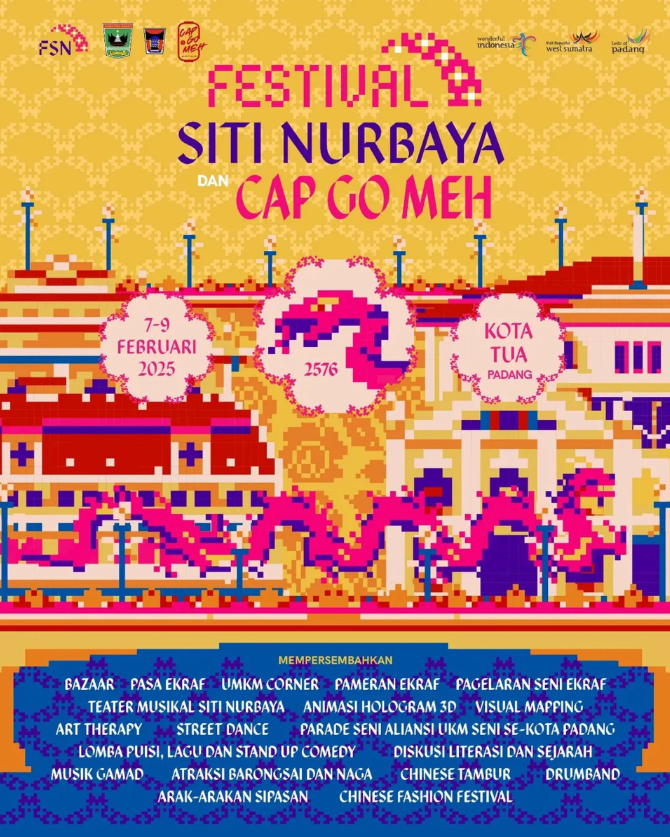 FSN
CAP
GO
MEH
wonderful
indonesia
west sumatra
padang
FESTIVAL
SITI NURBAYA
DAN CAP GO MEH
7-9
FEBRUARI
2025
2576
KOTA
TUA
PADANG
MEMPERSEMBAHKAN
BAZAAR PASA EKRAF UMKM CORNER PAMERAN EKRAF PAGELARAN SENI EKRAF
TEATER MUSIKAL SITI NURBAYA ANIMASI HOLOGRAM 3D VISUAL MAPPING
ART THERAPY STREET DANCE PARADE SENI ALIANSI UKM SENI SE-KOTA PADANG
LOMBA PUISI, LAGU DAN STAND UP COMEDY DISKUSI LITERASI DAN SEJARAH
MUSIK GAMAD ATRAKSI BARONGSAI DAN NAGA CHINESE TAMBUR DRUMBAND
ARAK-ARAKAN SIPASAN CHINESE FASHION FESTIVAL